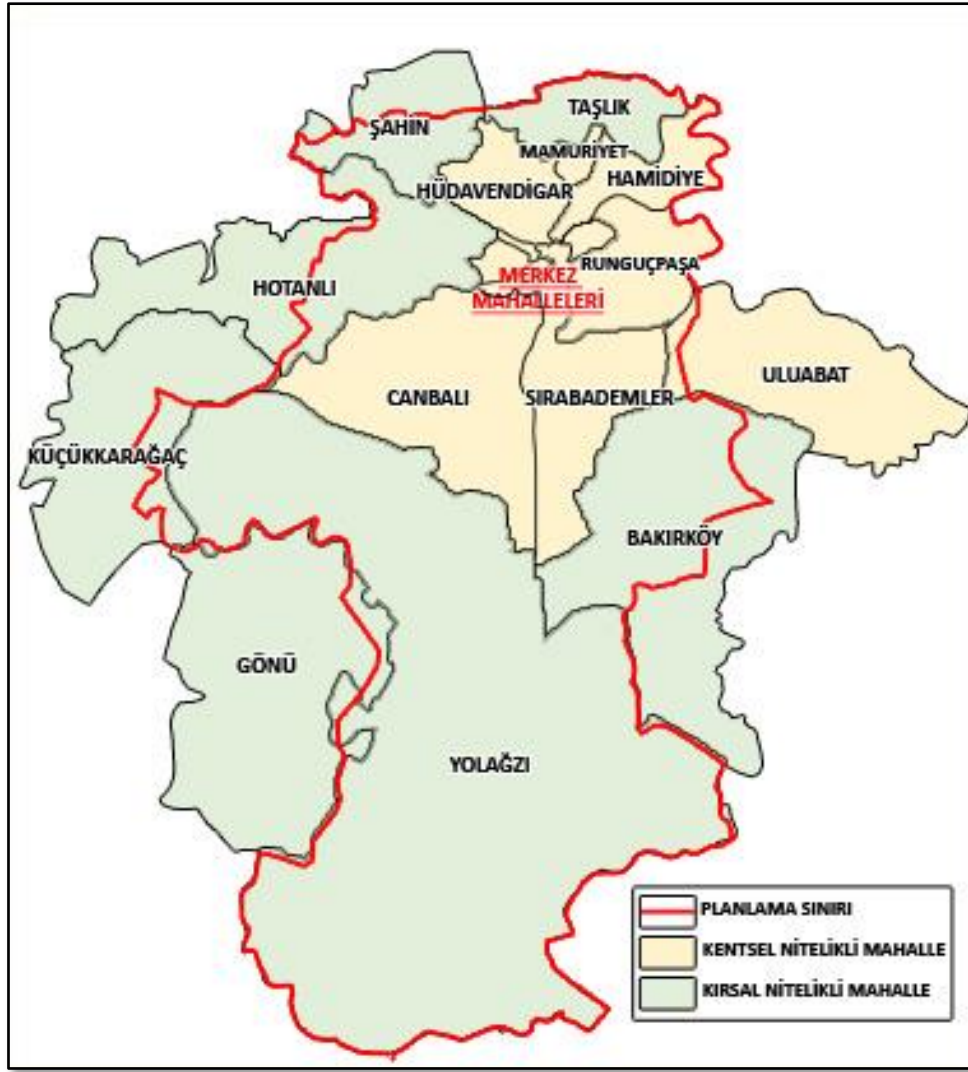 TAŞLIK
ŞAHİN
MAMURİYET
HAMİDİYE
HÜDAVENDİGAR
RUNGUÇPAŞA
MERKEZ
MAHALLELERİ
HOTANLI
ULUABAT
CANBALI
SIRABADEMLER
KÜÇÜKKARAĞAÇ
BAKIRKÖY
GÖNÜ
YOLAĞZI
PLANLAMA SINIRI
KENTSEL NİTELİKLİ MAHALLE
KIRSAL NİTELİKLİ MAHALLE